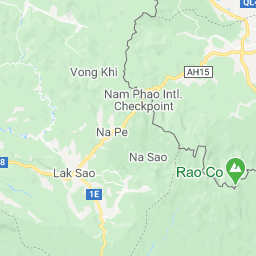 QL
Vong Khi
AH15
Nam Phao Intl.
Checkpoint
Na Pe
Na Sao
8
Lak Sao
Rao Co
1E